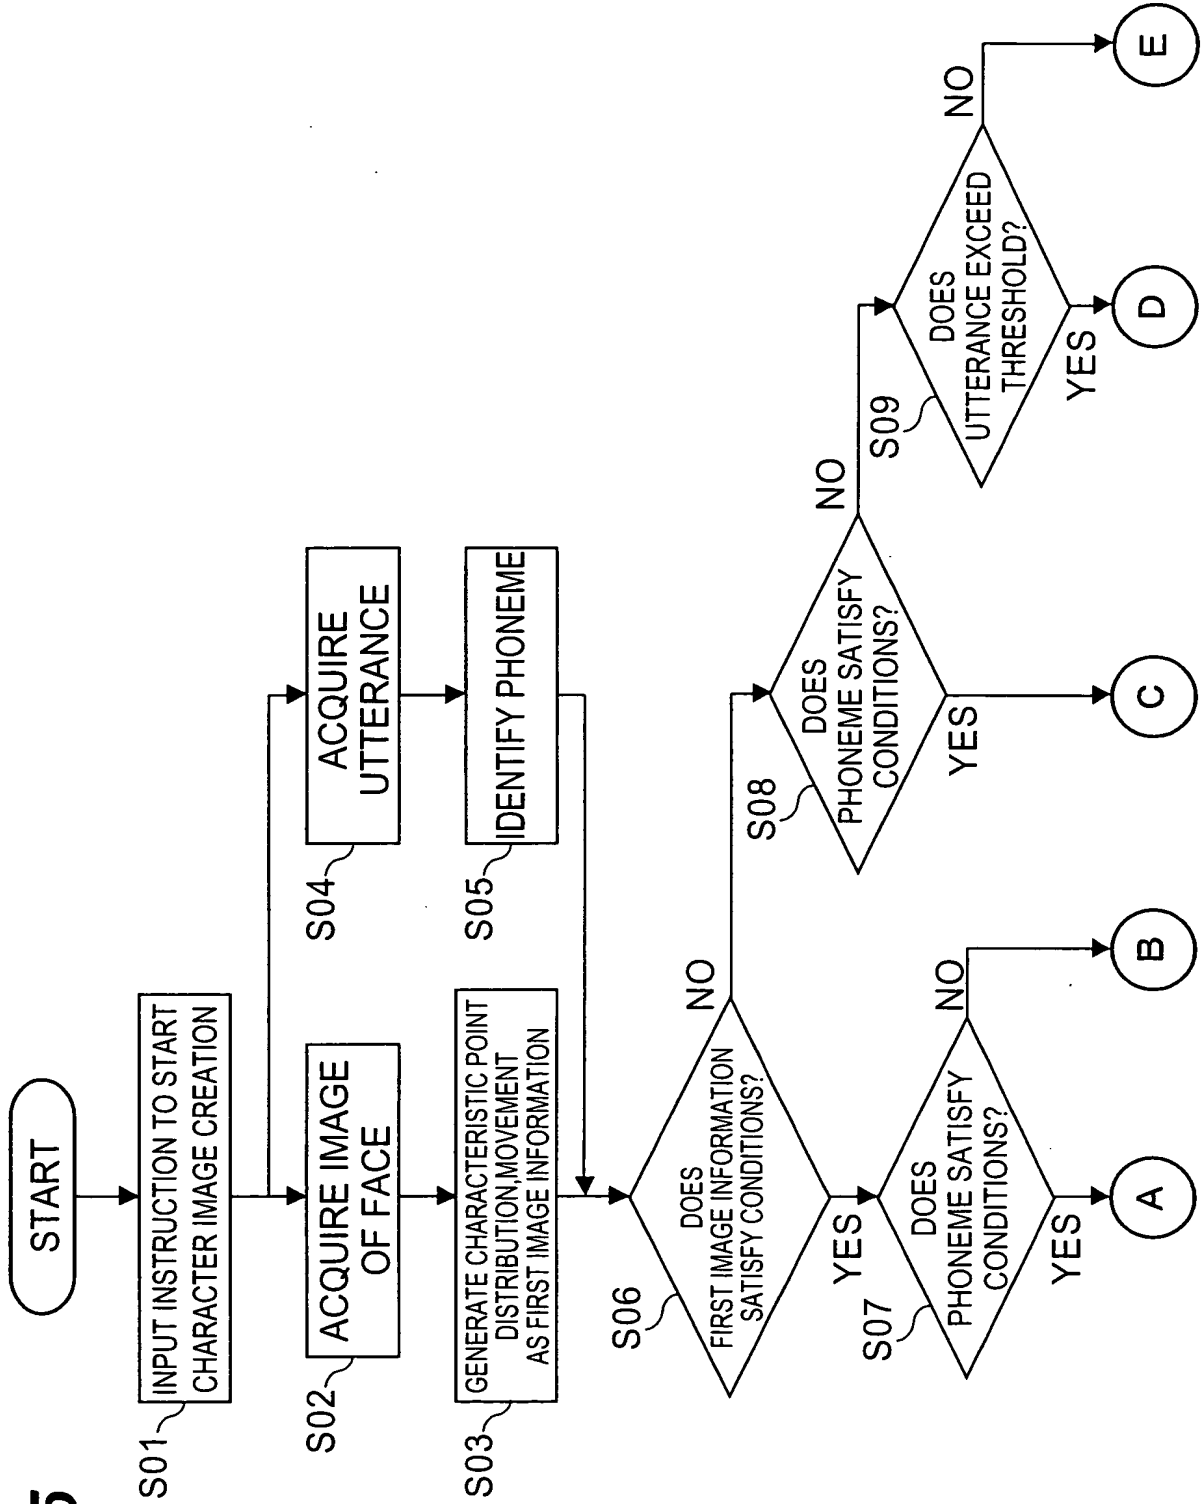 5
START
S01
INPUT INSTRUCTION TO START
CHARACTER IMAGE CREATION
S02
ACQUIRE IMAGE
OF FACE
S04
ACQUIRE
UTTERANCE
S03
GENERATE CHARACTERISTIC POINT
DISTRIBUTION,MOVEMENT
AS FIRST IMAGE INFORMATION
S05
IDENTIFY PHONEME
S06
DOES
FIRST IMAGE INFORMATION
SATISFY CONDITIONS?
NO
YES
S07
DOES
PHONEME SATISFY
CONDITIONS?
NO
YES
S08
DOES
PHONEME SATISFY
CONDITIONS?
NO
YES
S09
DOES
UTTERANCE EXCEED
THRESHOLD?
NO
YES
A
B
C
D
E